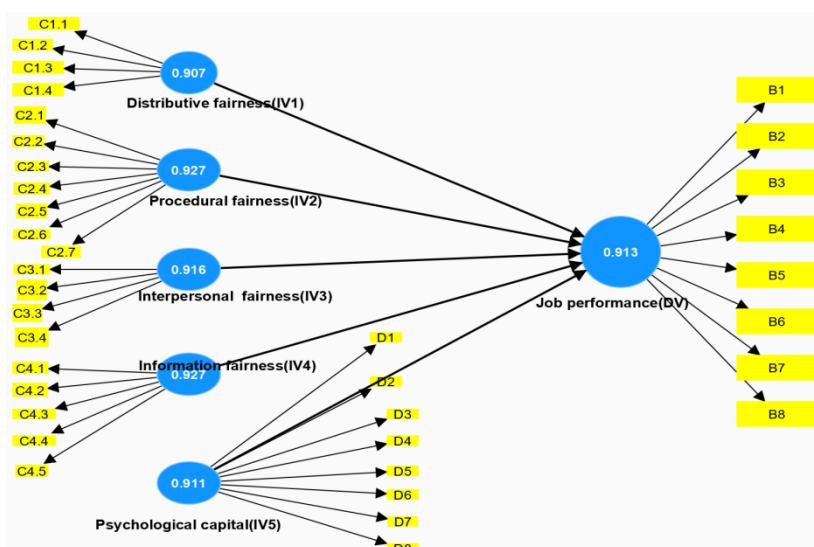 C1.1
C1.2
C1.3
C1.4
0.907
Distributive fairness(IV1)
C2.1
C2.2
C2.3
C2.4
C2.5
C2.6
C2.7
0.927
Procedural fairness(IV2)
C3.1
C3.2
C3.3
C3.4
0.916
Interpersonal fairness(IV3)
C4.1
C4.2
C4.3
C4.4
C4.5
Information fairness(IV4)
0.927
0.911
Psychological capital(IV5)
D1
D2
D3
D4
D5
D6
D7
0.913
Job performance(DV)
B1
B2
B3
B4
B5
B6
B7
B8